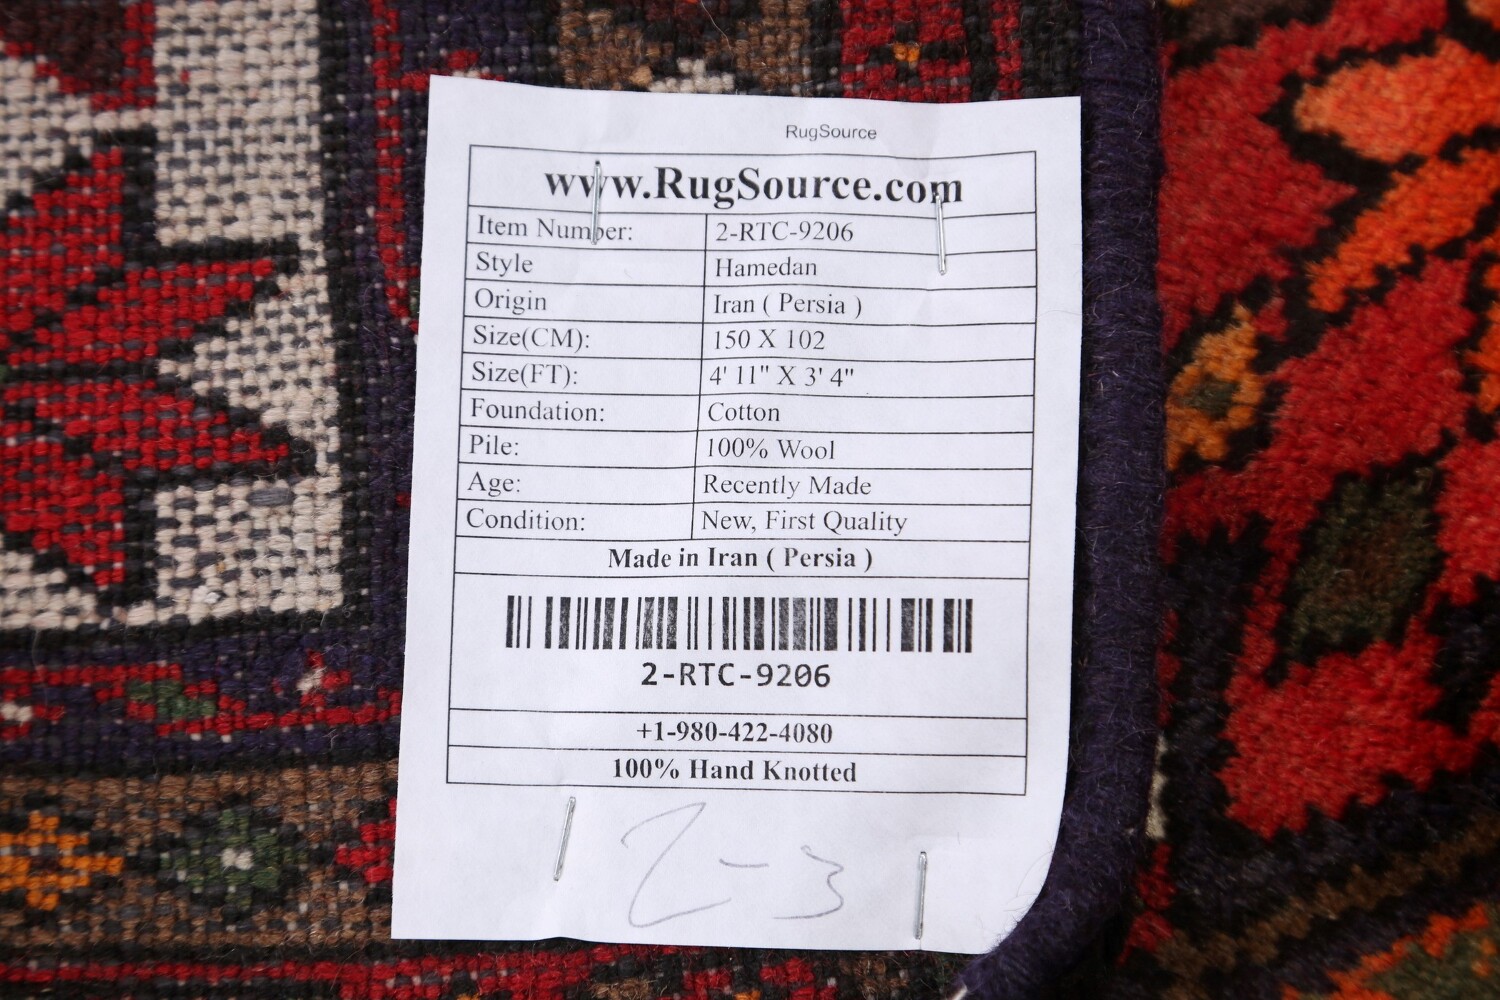 RugSource
www.RugSource.com
Item Number: 2-RTC-9206
Style Hamedan
Origin Iran ( Persia )
Size(CM): 150 X 102
Size(FT): 4' 11" X 3' 4"
Foundation: Cotton
Pile: 100% Wool
Age: Recently Made
Condition: New, First Quality
Made in Iran ( Persia )
2-RTC-9206
+1-980-422-4080
100% Hand Knotted
2-3